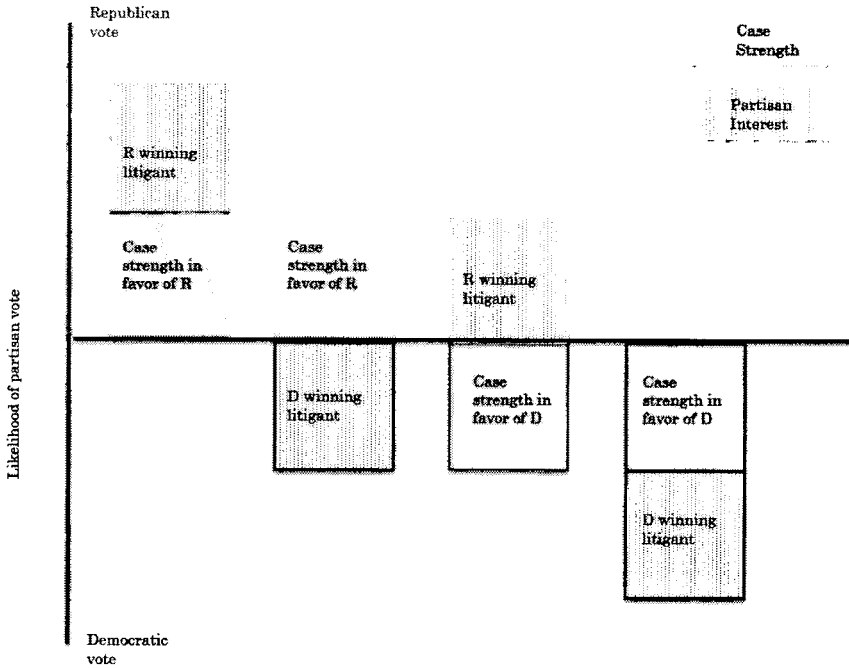 Republican
vote
Case
Strength
Partisan
Interest
R winning
litigant
Case
strength in
favor of R
Case
strength in
favor of R
R winning
litigant
D winning
litigant
Case
strength in
favor of D
Case
strength in
favor of D
D winning
litigant
Likelihood of partisan vote
Democratic
vote